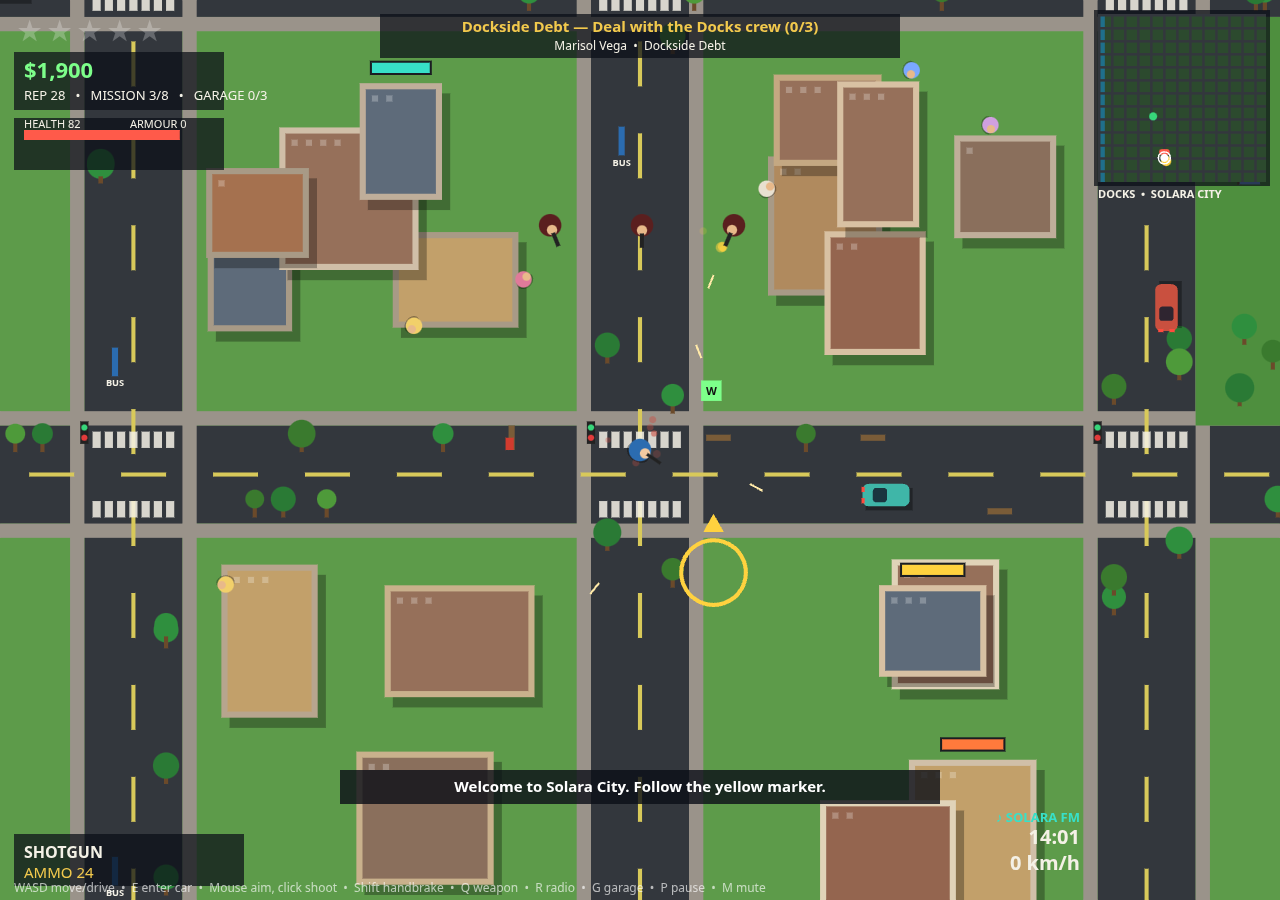 Dockside Debt — Deal with the Docks crew (0/3)
Marisol Vega • Dockside Debt
$1,900
REP 28 • MISSION 3/8 • GARAGE 0/3
HEALTH 82 ARMOUR 0
BUS
DOCKS • SOLARA CITY
BUS
W
Welcome to Solara City. Follow the yellow marker.
♫ SOLARA FM
14:01
0 km/h
SHOTGUN
AMMO 24
WASD move/drive • E enter car • Mouse aim, click shoot • Shift handbrake • Q weapon • R radio • G garage • P pause • M mute
BUS